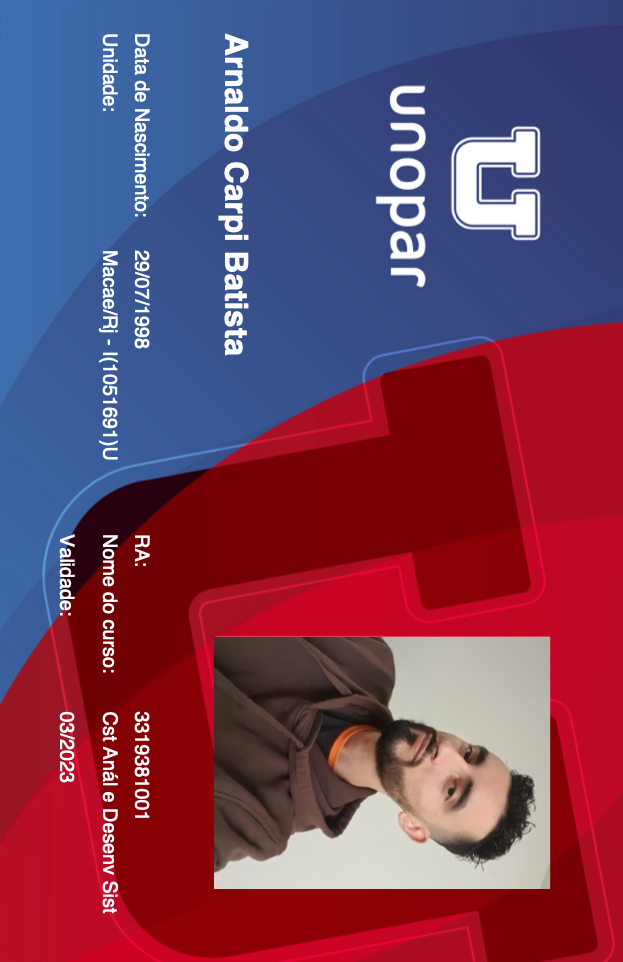 U
unopar
Arnaldo Carpi Batista
Data de Nascimento: 29/07/1998 RA: 3319381001
Unidade: Macae/Rj - I(1051691)U Nome do curso: Cst Anál e Desenv Sist
Validade: 03/2023